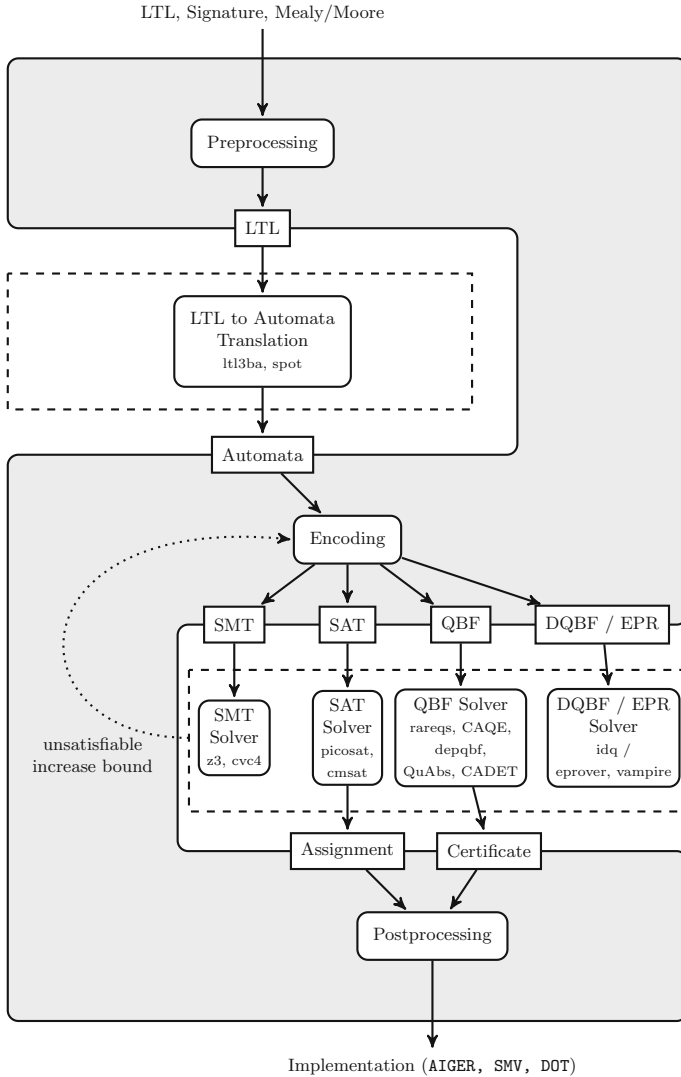 LTL, Signature, Mealy/Moore
Preprocessing
LTL
LTL to Automata
Translation
ltl3ba, spot
Automata
Encoding
SMT
SAT
QBF
DQBF / EPR
SMT
Solver
z3, cvc4
SAT
Solver
picosat,
cmsat
QBF Solver
rareqs, CAQE,
depqbf,
QuAbs, CADET
DQBF / EPR
Solver
idq /
eprover, vampire
unsatisfiable
increase bound
Assignment
Certificate
Postprocessing
Implementation (AIGER, SMV, DOT)